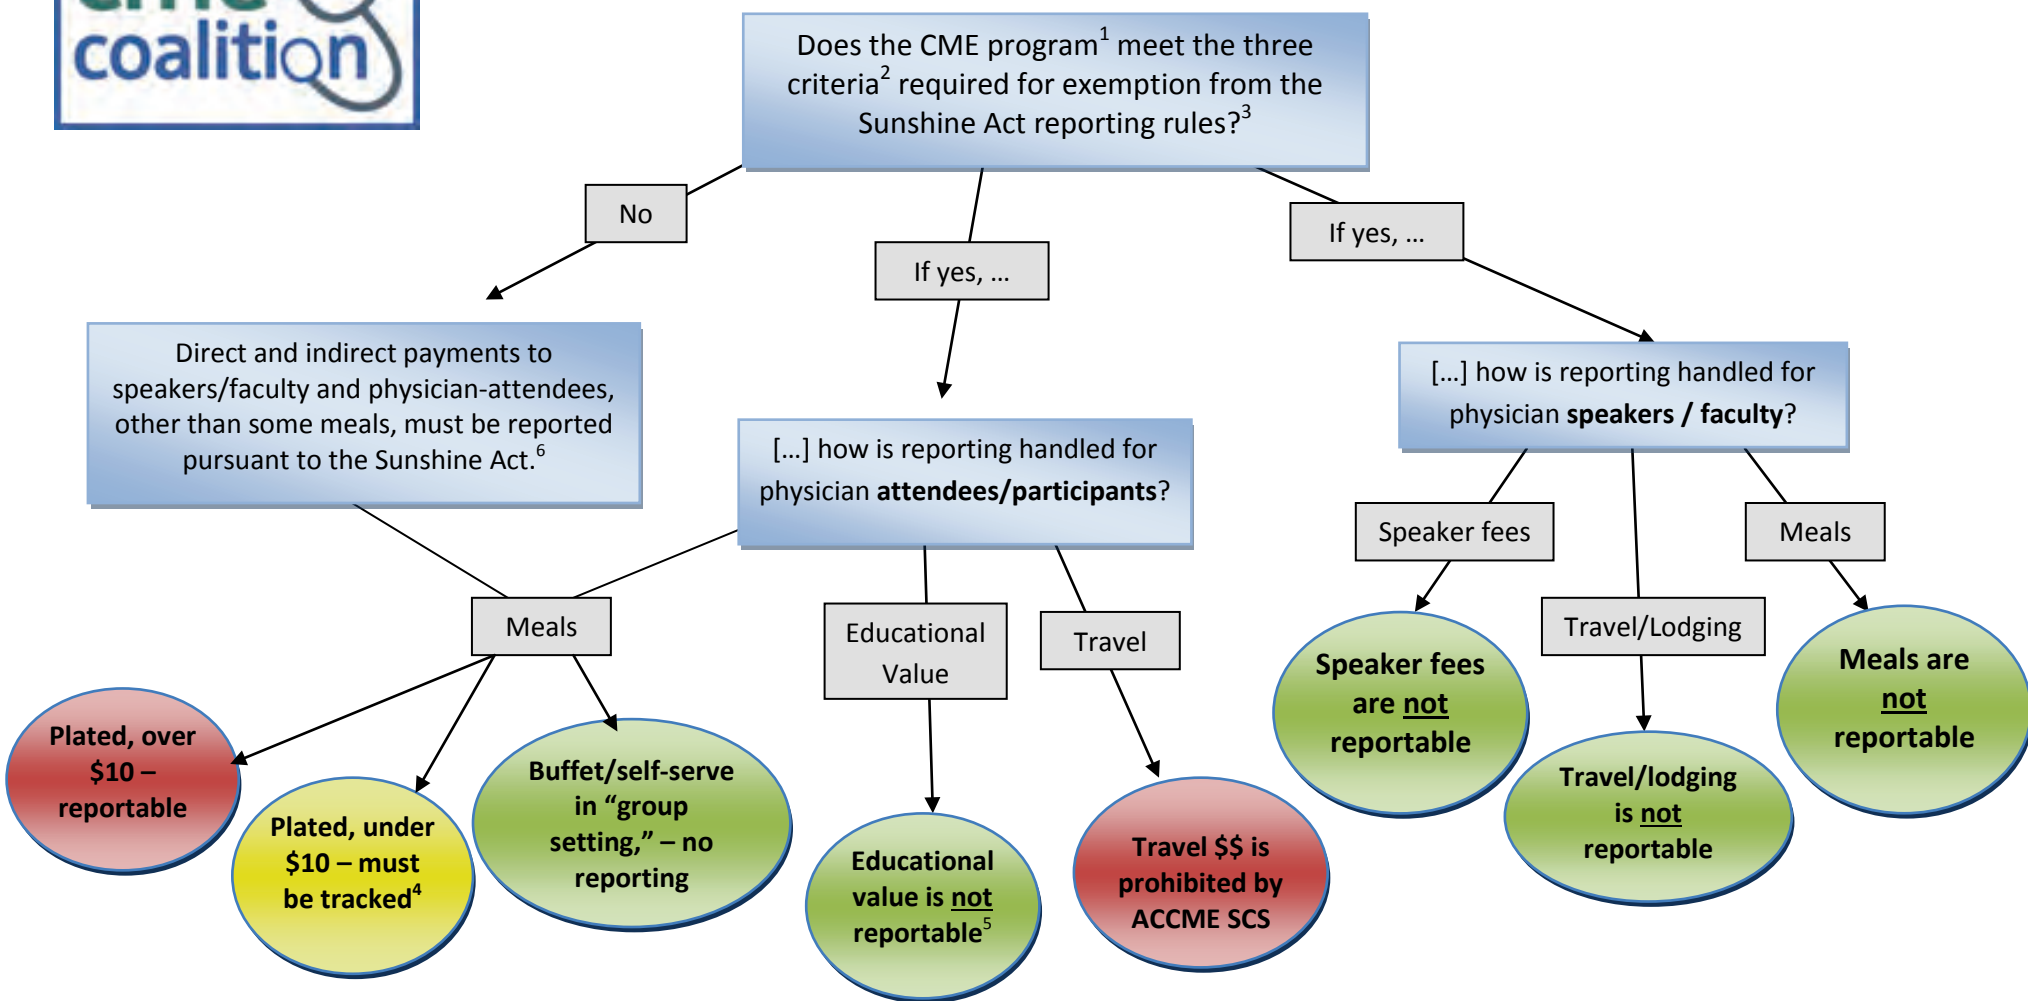 cme
coalition
Does the CME program¹ meet the three
criteria² required for exemption from the
Sunshine Act reporting rules?³
No
If yes, ...
If yes, ...
Direct and indirect payments to
speakers/faculty and physician-attendees,
other than some meals, must be reported
pursuant to the Sunshine Act.⁶
[...] how is reporting handled for
physician attendees/participants?
[...] how is reporting handled for
physician speakers / faculty?
Meals
Educational
Value
Travel
Speaker fees
Travel/Lodging
Meals
Plated, over
$10 –
reportable
Plated, under
$10 – must
be tracked⁴
Buffet/self-serve
in “group
setting,” – no
reporting
Educational
value is not
reportable⁵
Travel $$ is
prohibited by
ACCME SCS
Speaker fees
are not
reportable
Travel/lodging
is not
reportable
Meals are
not
reportable